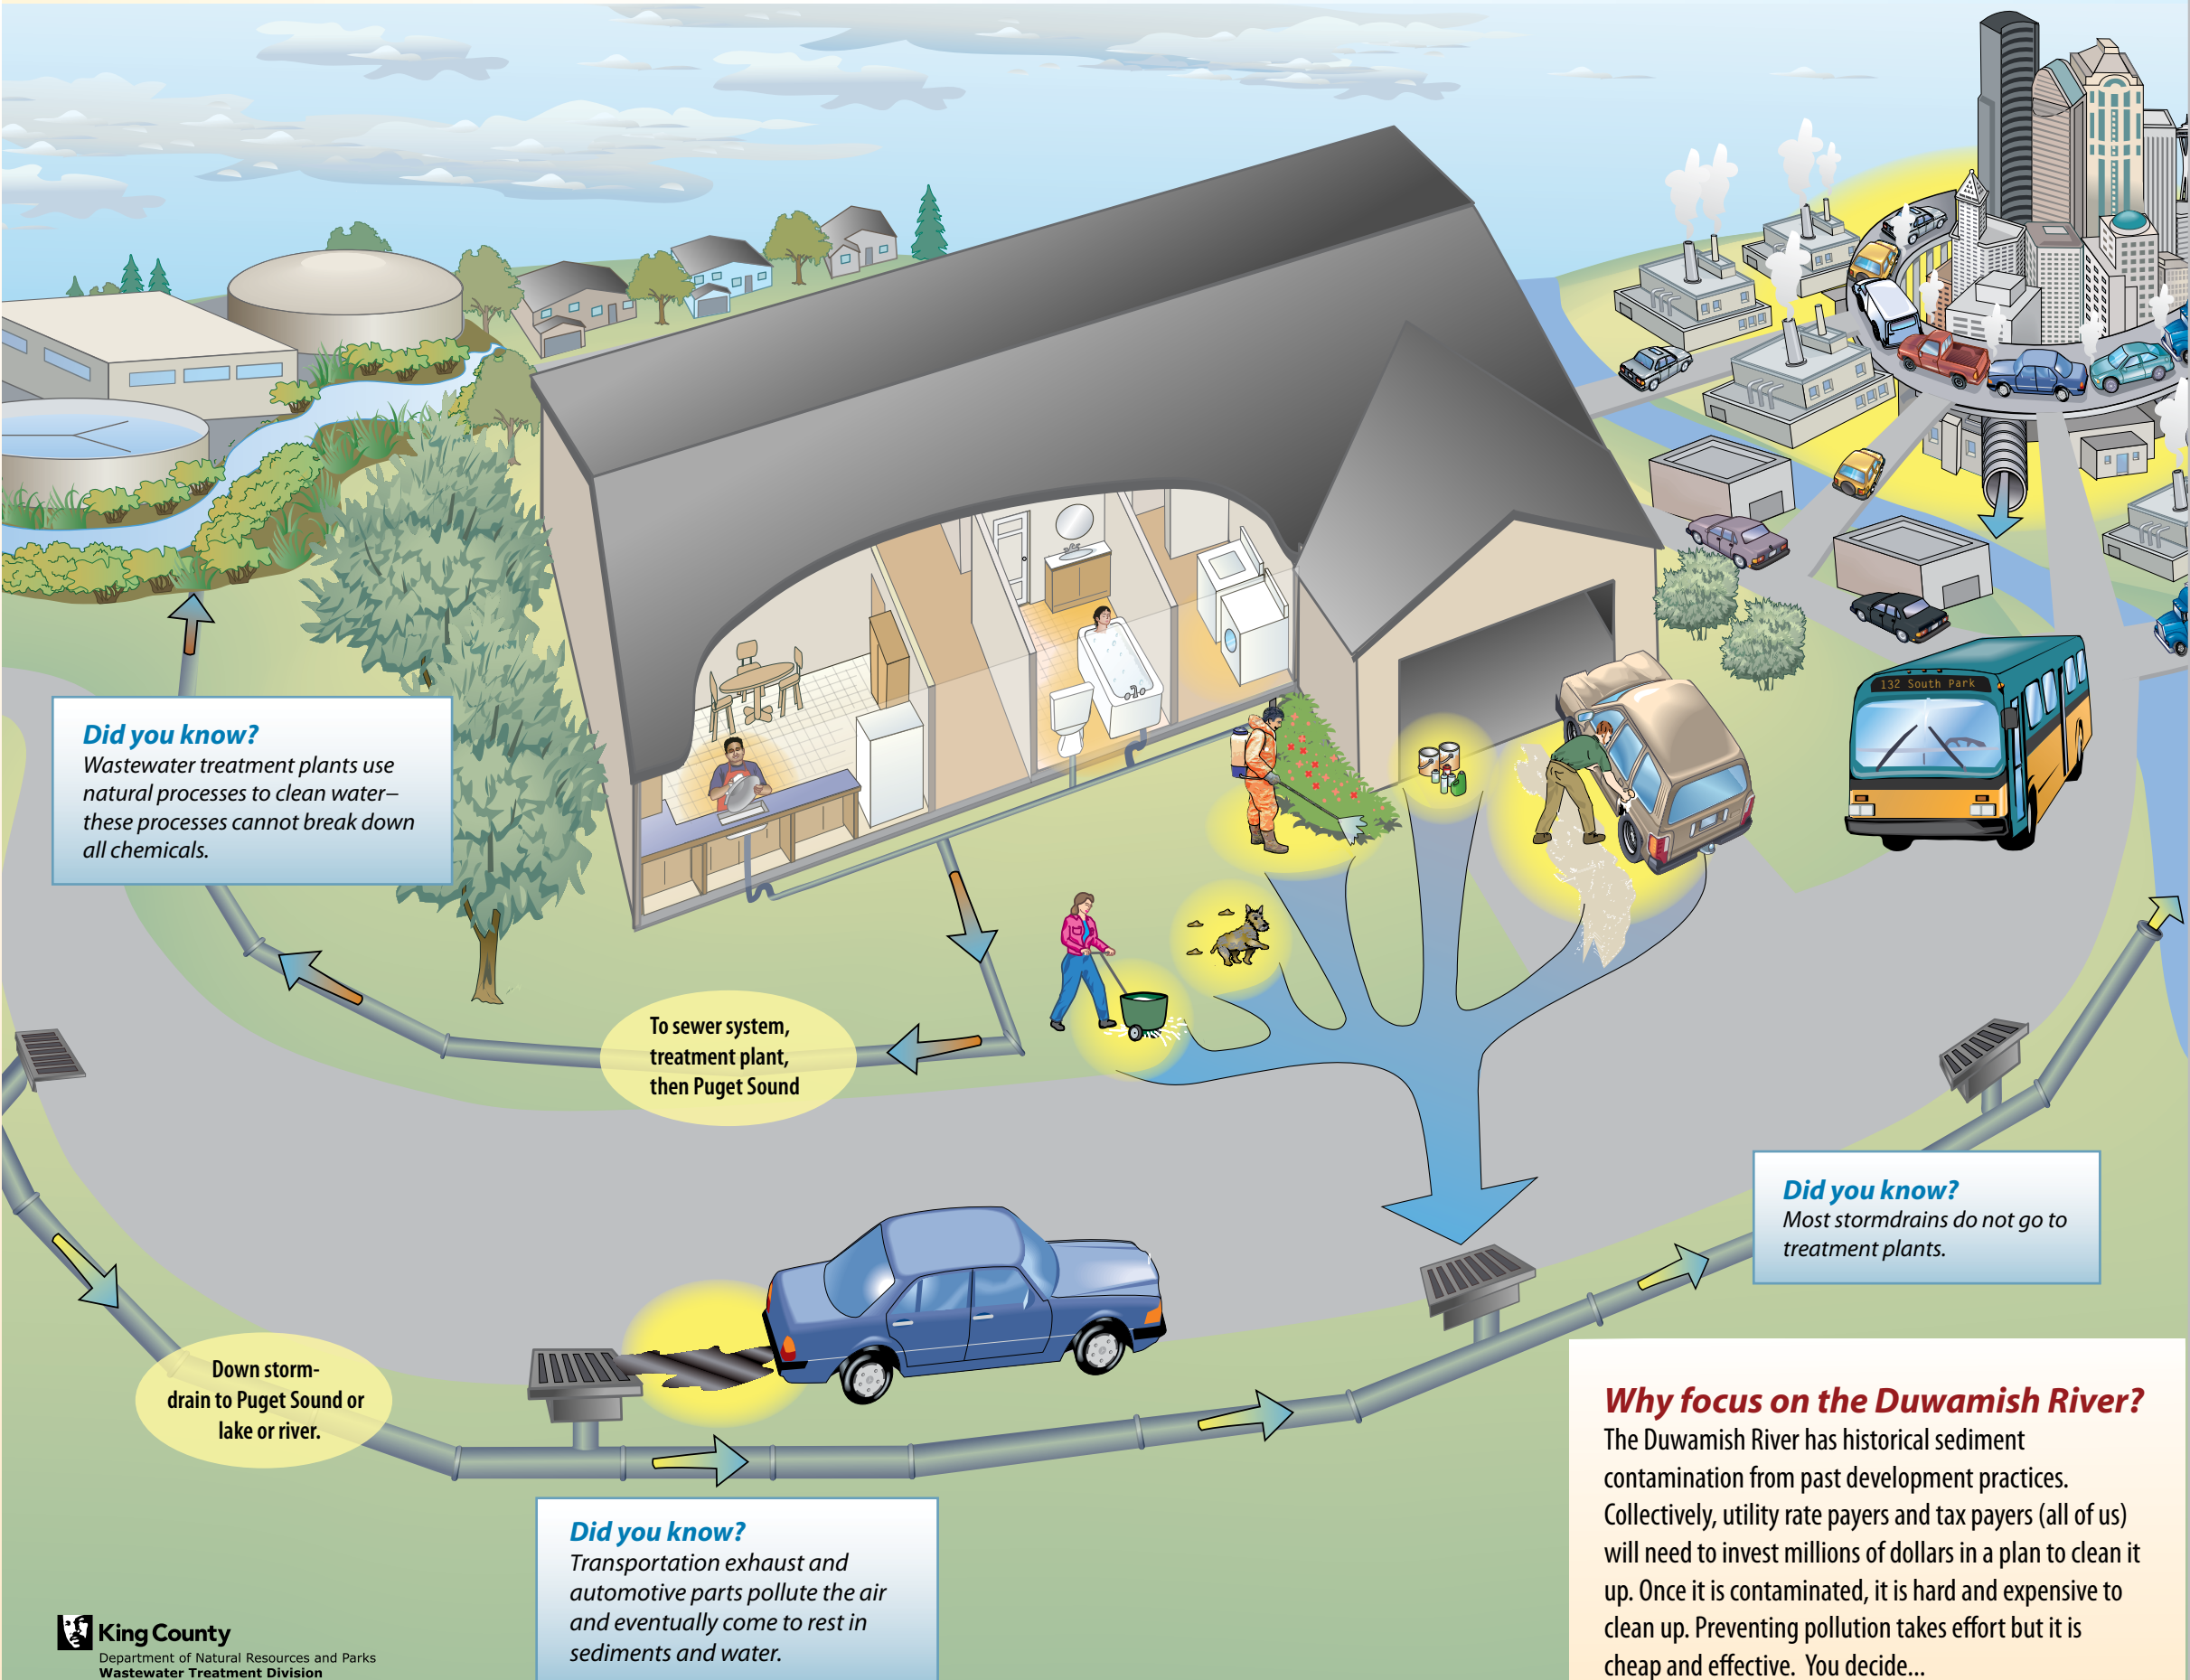 132 South Park
Did you know?
Wastewater treatment plants use
natural processes to clean water–
these processes cannot break down
all chemicals.
To sewer system,
treatment plant,
then Puget Sound
Did you know?
Most stormdrains do not go to
treatment plants.
Down storm-
drain to Puget Sound or
lake or river.
Why focus on the Duwamish River?
The Duwamish River has historical sediment
contamination from past development practices.
Collectively, utility rate payers and tax payers (all of us)
will need to invest millions of dollars in a plan to clean it
up. Once it is contaminated, it is hard and expensive to
clean up. Preventing pollution takes effort but it is
cheap and effective.  You decide...
Did you know?
Transportation exhaust and
automotive parts pollute the air
and eventually come to rest in
sediments and water.
King County
Department of Natural Resources and Parks
Wastewater Treatment Division